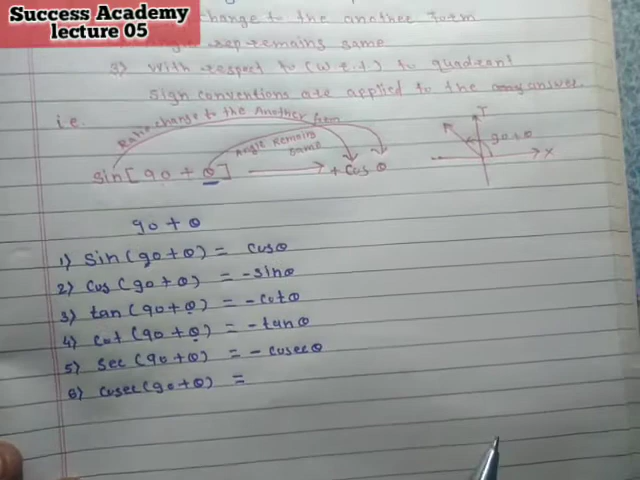 Success Academy
lecture 05
change to the another form
remains same
3) with respect to (w.r.t) to quadrant
sign conventions are applied to the answer.
i.e.
Ratio change to the Another form
Angle Remains same
sin[90 + θ] → + Cos θ
Y
90+θ
X
90 + θ
1) sin(90+θ) = cosθ
2) Cos(90+θ) = -sinθ
3) tan(90+θ) = -cotθ
4) cot(90+θ) = -tanθ
5) sec(90+θ) = -cosecθ
6) cosec(90+θ) =